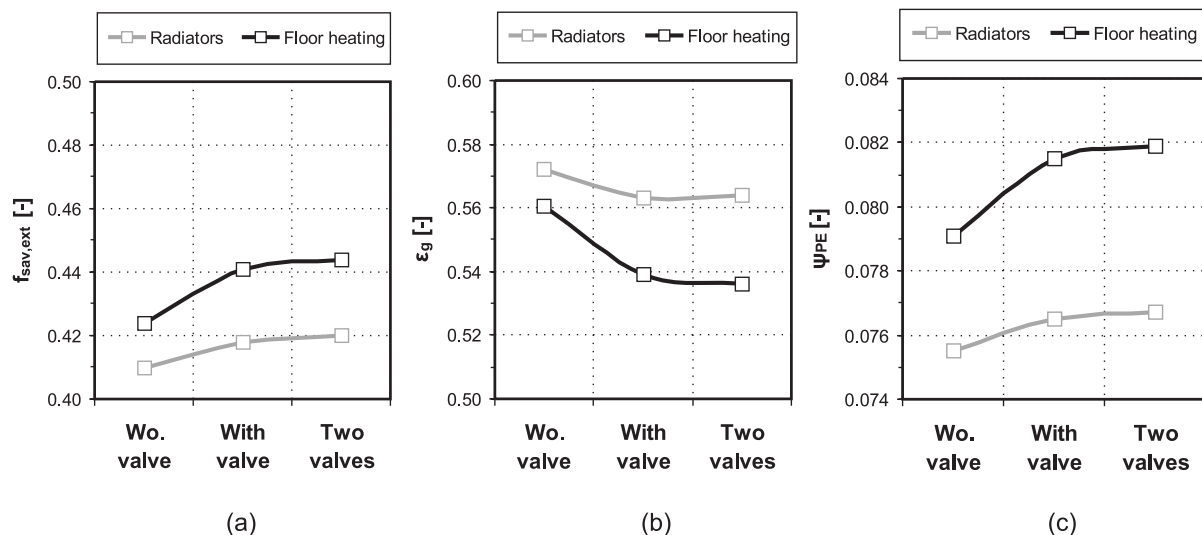 Radiators Floor heating
f_sav,ext [-]
0.50
0.48
0.46
0.44
0.42
0.40
Wo. valve
With valve
Two valves
(a)
Radiators Floor heating
ε_g [-]
0.60
0.58
0.56
0.54
0.52
0.50
Wo. valve
With valve
Two valves
(b)
Radiators Floor heating
Ψ_PE [-]
0.084
0.082
0.080
0.078
0.076
0.074
Wo. valve
With valve
Two valves
(c)